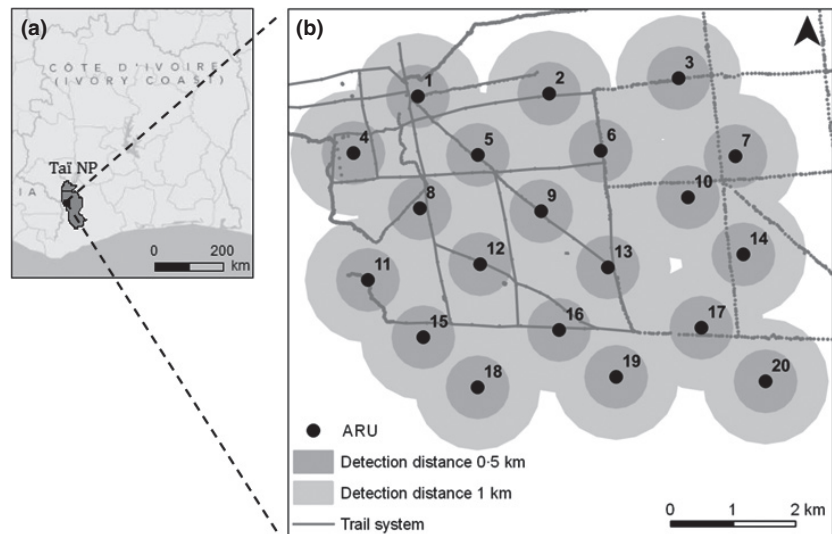 (a)
CÔTE D'IVOIRE
(IVORY COAST)
Taï NP
IA
0 200
km
(b)
1
2
3
4
5
6
7
8
9
10
11
12
13
14
15
16
17
18
19
20
ARU
Detection distance 0·5 km
Detection distance 1 km
Trail system
0 1 2 km